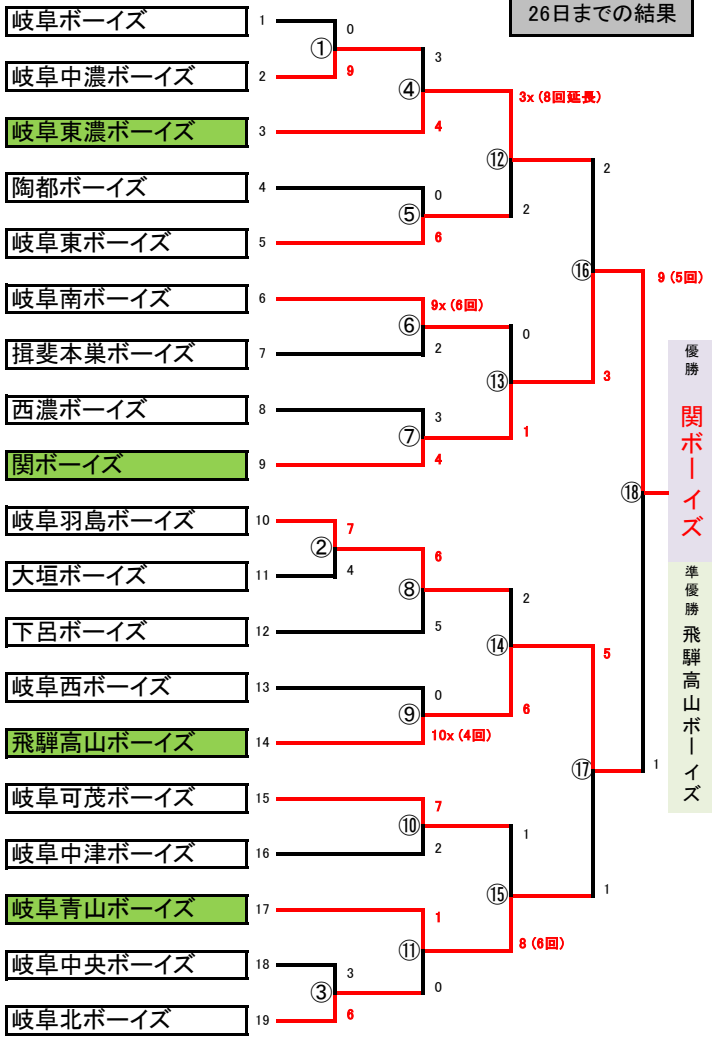 26日までの結果
岐阜ボーイズ 1
0
①
岐阜中濃ボーイズ 2
9
3
④
岐阜東濃ボーイズ 3
4
3x (8回延長)
⑫
陶都ボーイズ 4
0
⑤
2
2
岐阜東ボーイズ 5
6
⑯
9 (5回)
岐阜南ボーイズ 6
9x (6回)
⑥
0
揖斐本巣ボーイズ 7
2
⑬
3
西濃ボーイズ 8
3
⑦
1
関ボーイズ 9
4
⑱
優勝
関ボーイズ
岐阜羽島ボーイズ 10
7
②
6
大垣ボーイズ 11
4
⑧
2
下呂ボーイズ 12
5
⑭
5
準優勝
飛騨高山ボーイズ
岐阜西ボーイズ 13
0
⑨
6
飛騨高山ボーイズ 14
10x (4回)
⑰
1
岐阜可茂ボーイズ 15
7
⑩
1
岐阜中津ボーイズ 16
2
⑮
1
岐阜青山ボーイズ 17
1
⑪
8 (6回)
岐阜中央ボーイズ 18
3
0
③
岐阜北ボーイズ 19
6